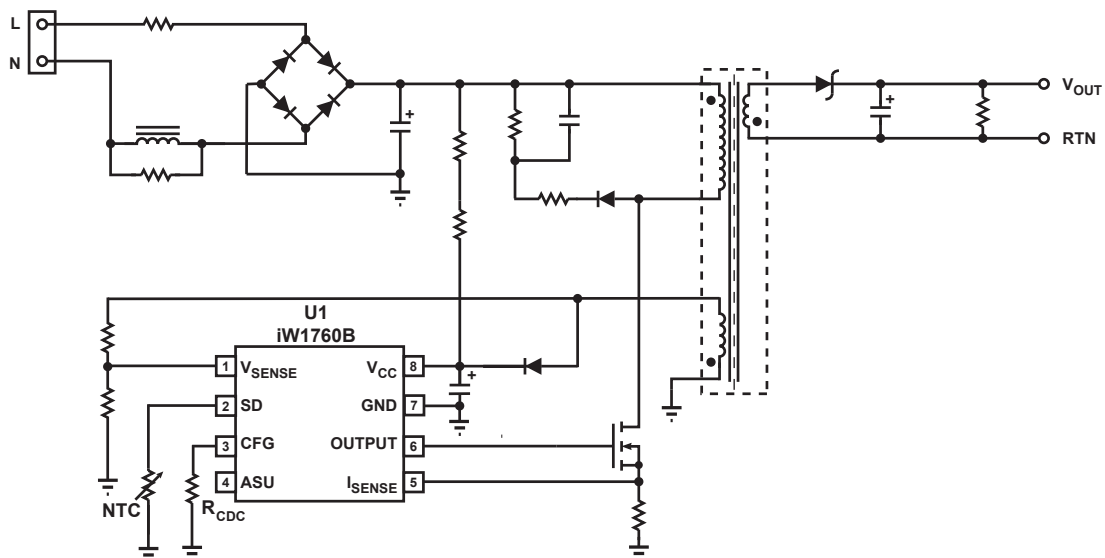 L
N
VOUT
RTN
U1
iW1760B
1 VSENSE VCC 8
2 SD GND 7
3 CFG OUTPUT 6
4 ASU ISENSE 5
NTC
RCDC
+
+
+